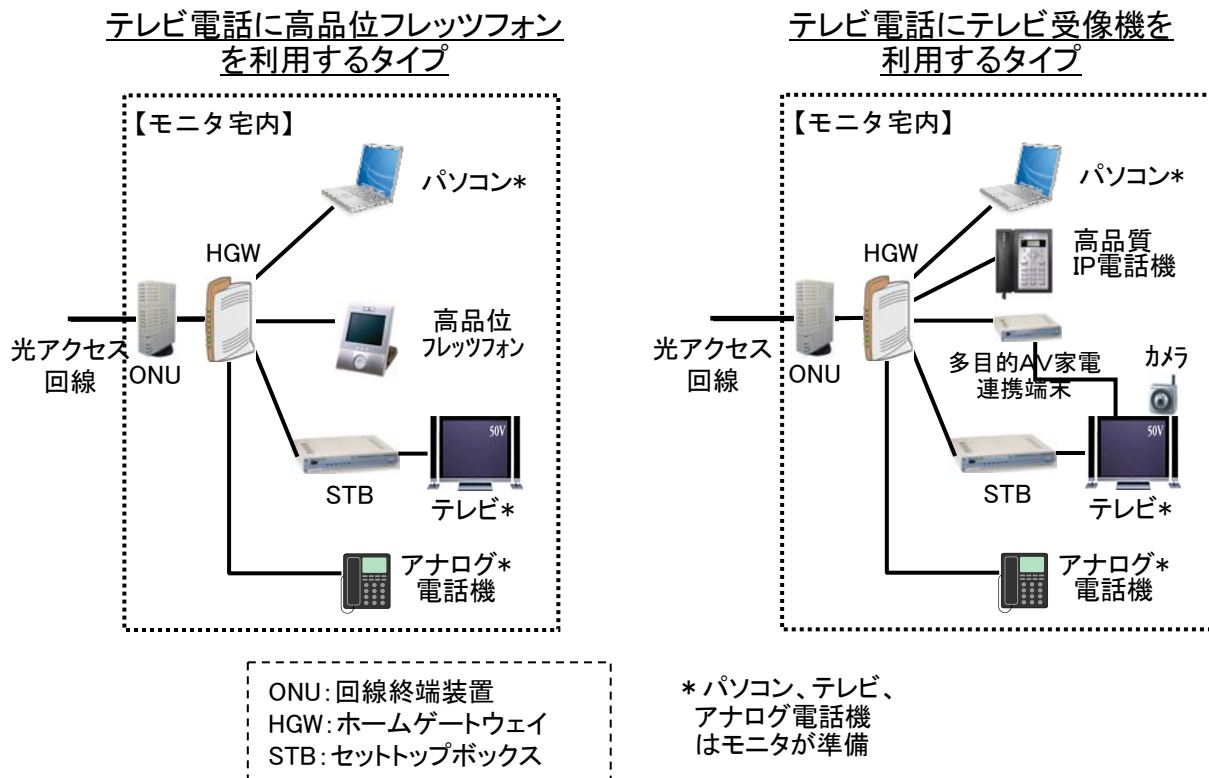 テレビ電話に高品位フレッツフォン
を利用するタイプ
【モニタ宅内】
パソコン*
HGW
高品位
フレッツフォン
光アクセス
回線
ONU
50V
STB
テレビ*
アナログ*
電話機
テレビ電話にテレビ受像機を
利用するタイプ
【モニタ宅内】
パソコン*
HGW
高品質
IP電話機
光アクセス
回線
ONU
多目的AV家電
連携端末
カメラ
50V
STB
テレビ*
アナログ*
電話機
ONU：回線終端装置
HGW：ホームゲートウェイ
STB：セットトップボックス
* パソコン、テレビ、
アナログ電話機
はモニタが準備